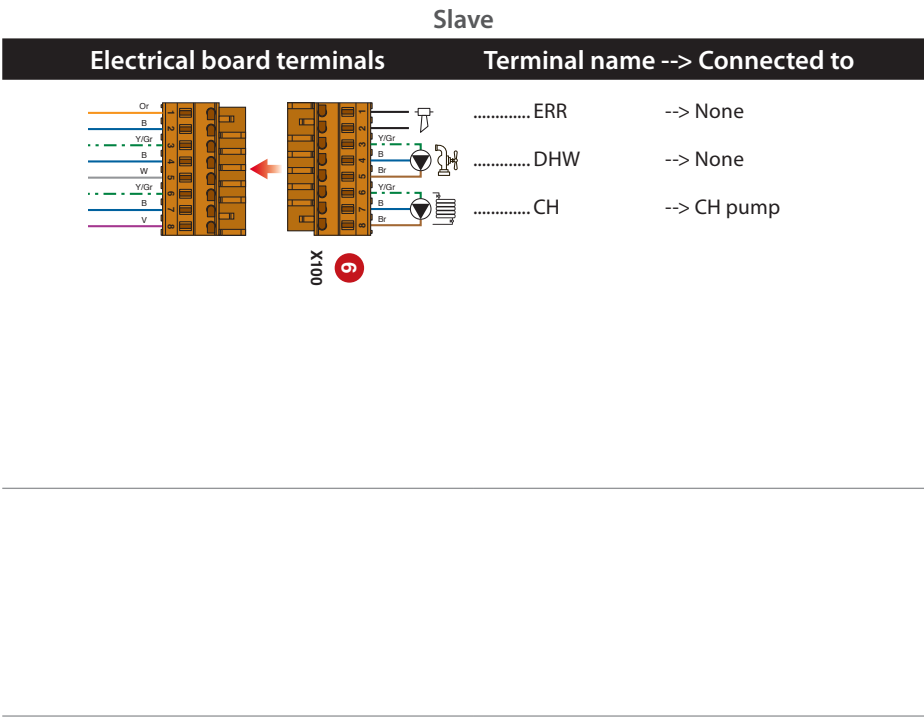 Slave
Electrical board terminals Terminal name --> Connected to
Or
B
Y/Gr
B
W
Y/Gr
B
V
1
2
3
4
5
6
7
8
1
2
3
4
5
6
7
8
Y/Gr
B
Br
Y/Gr
B
Br
............. ERR --> None
............. DHW --> None
............. CH --> CH pump
X100
6